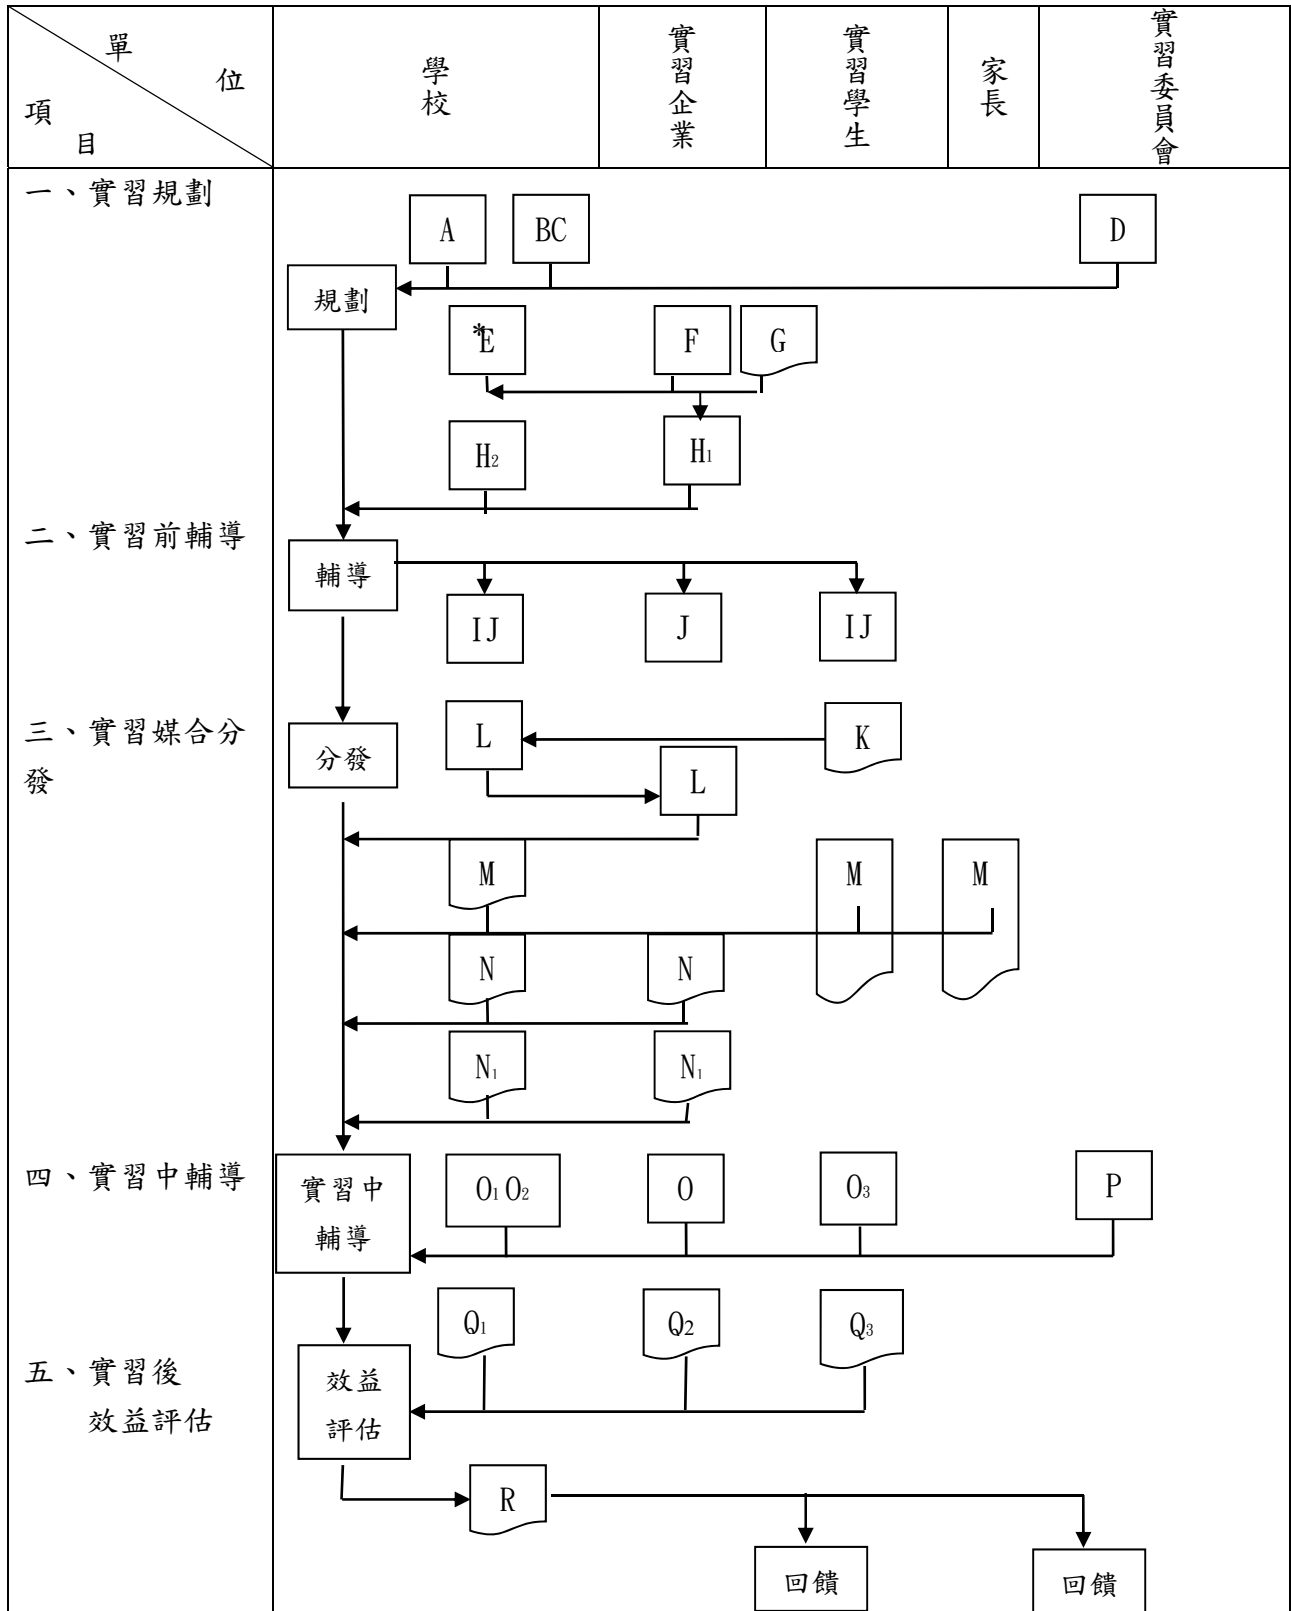 單
位
項
目
學校
實習企業
實習學生
家長
實習委員會
一、實習規劃
A
BC
D
規劃
*E
F
G
H2
H1
二、實習前輔導
輔導
IJ
J
IJ
三、實習媒合分
發
分發
L
K
L
M
M
M
N
N
N1
N1
四、實習中輔導
實習中
輔導
O1 O2
O
O3
P
Q1
Q2
Q3
五、實習後
效益評估
效益
評估
R
回饋
回饋